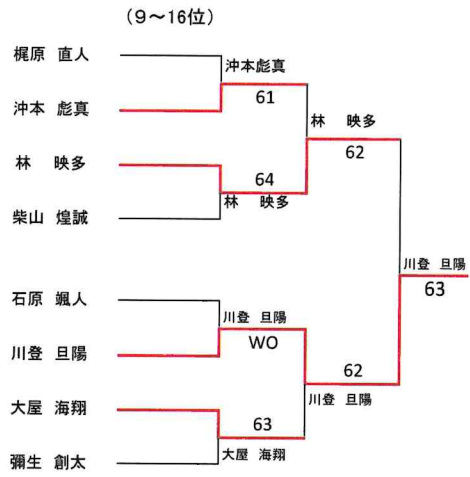 (9～16位)
梶原 直人
沖本彪真
沖本 彪真
61
林 映多
62
林 映多
64
林 映多
柴山 煌誠
川登 旦陽
63
石原 颯人
川登 旦陽
WO
川登 旦陽
62
川登 旦陽
大屋 海翔
63
大屋 海翔
彌生 創太